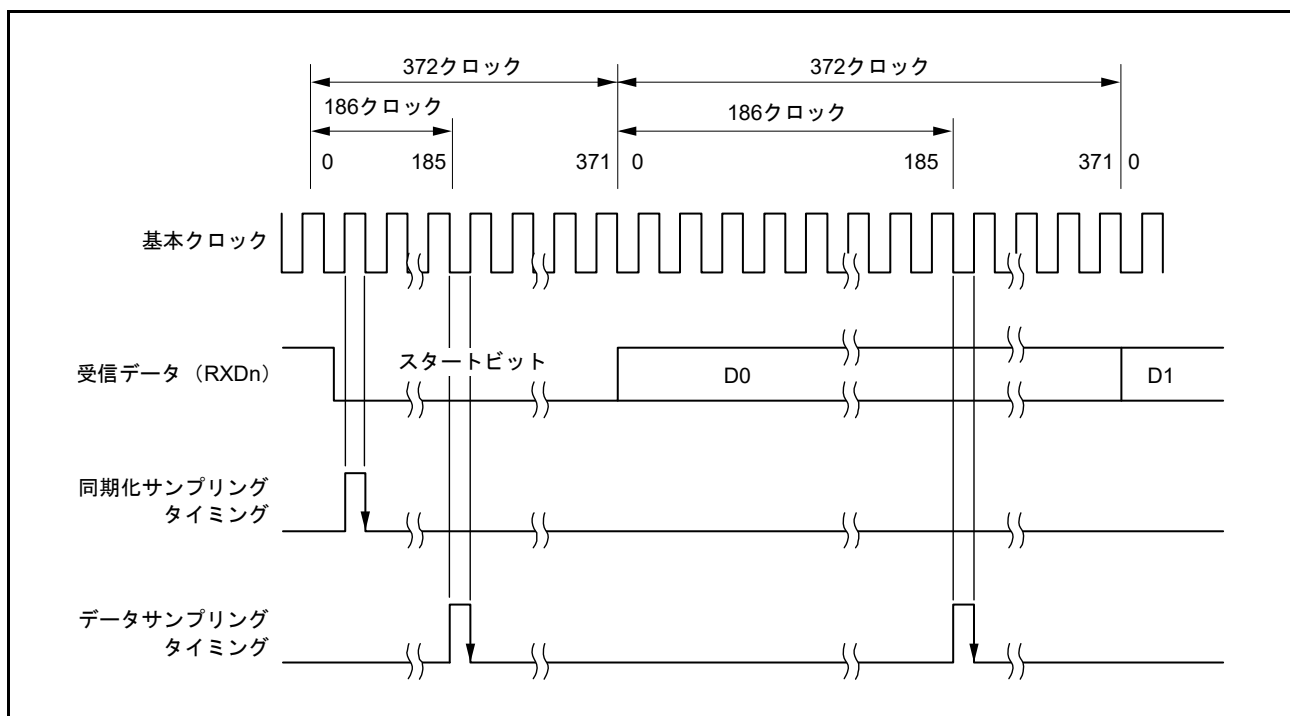 372クロック
372クロック
186クロック
186クロック
0
185
371
0
185
371
0
基本クロック
スタートビット
受信データ（RXDn）
D0
D1
同期化サンプリング
タイミング
データサンプリング
タイミング